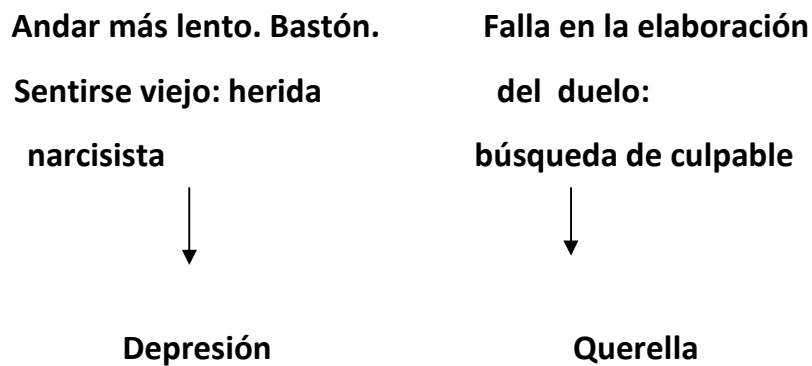 Andar más lento. Bastón.
Sentirse viejo: herida
narcisista
Falla en la elaboración
del duelo:
búsqueda de culpable
Depresión
Querella